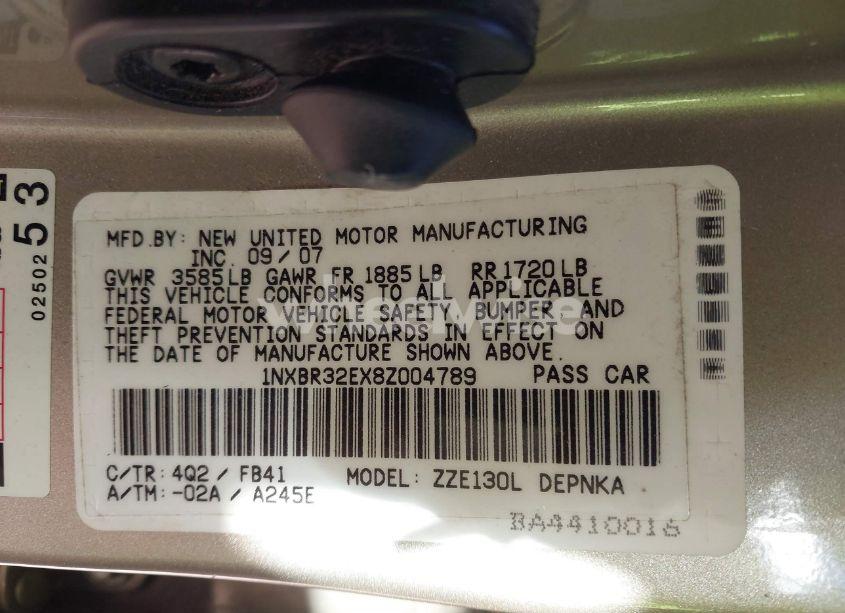 MFD.BY: NEW UNITED MOTOR MANUFACTURING
INC. 09/07
GVWR 3585LB GAWR FR 1885LB RR1720LB
THIS VEHICLE CONFORMS TO ALL APPLICABLE
FEDERAL MOTOR VEHICLE SAFETY, BUMPER, AND
THEFT PREVENTION STANDARDS IN EFFECT ON
THE DATE OF MANUFACTURE SHOWN ABOVE.
1NXBR32EX8Z004789 PASS CAR
C/TR: 4Q2 / FB41 MODEL: ZZE130L DEPNKA
A/TM: -02A / A245E
BA4410016
02502
53